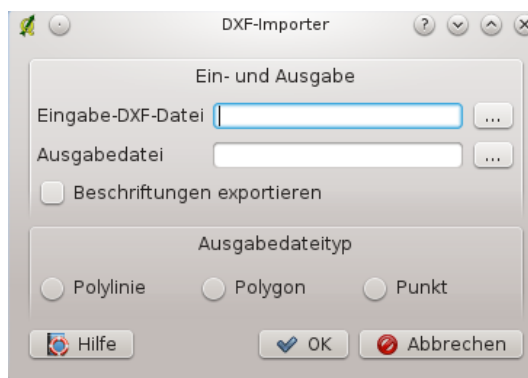 DXF-Importer
Ein- und Ausgabe
Eingabe-DXF-Datei ...
Ausgabedatei ...
Beschriftungen exportieren
Ausgabedateityp
Polylinie Polygon Punkt
Hilfe OK Abbrechen